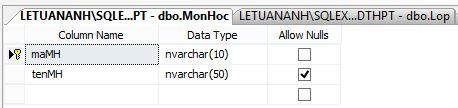 LETUANANH\SQLE...PT - dbo.MonHoc LETUANANH\SQLEX...DTHPT - dbo.Lop
Column Name Data Type Allow Nulls
maMH nvarchar(10)
tenMH nvarchar(50)